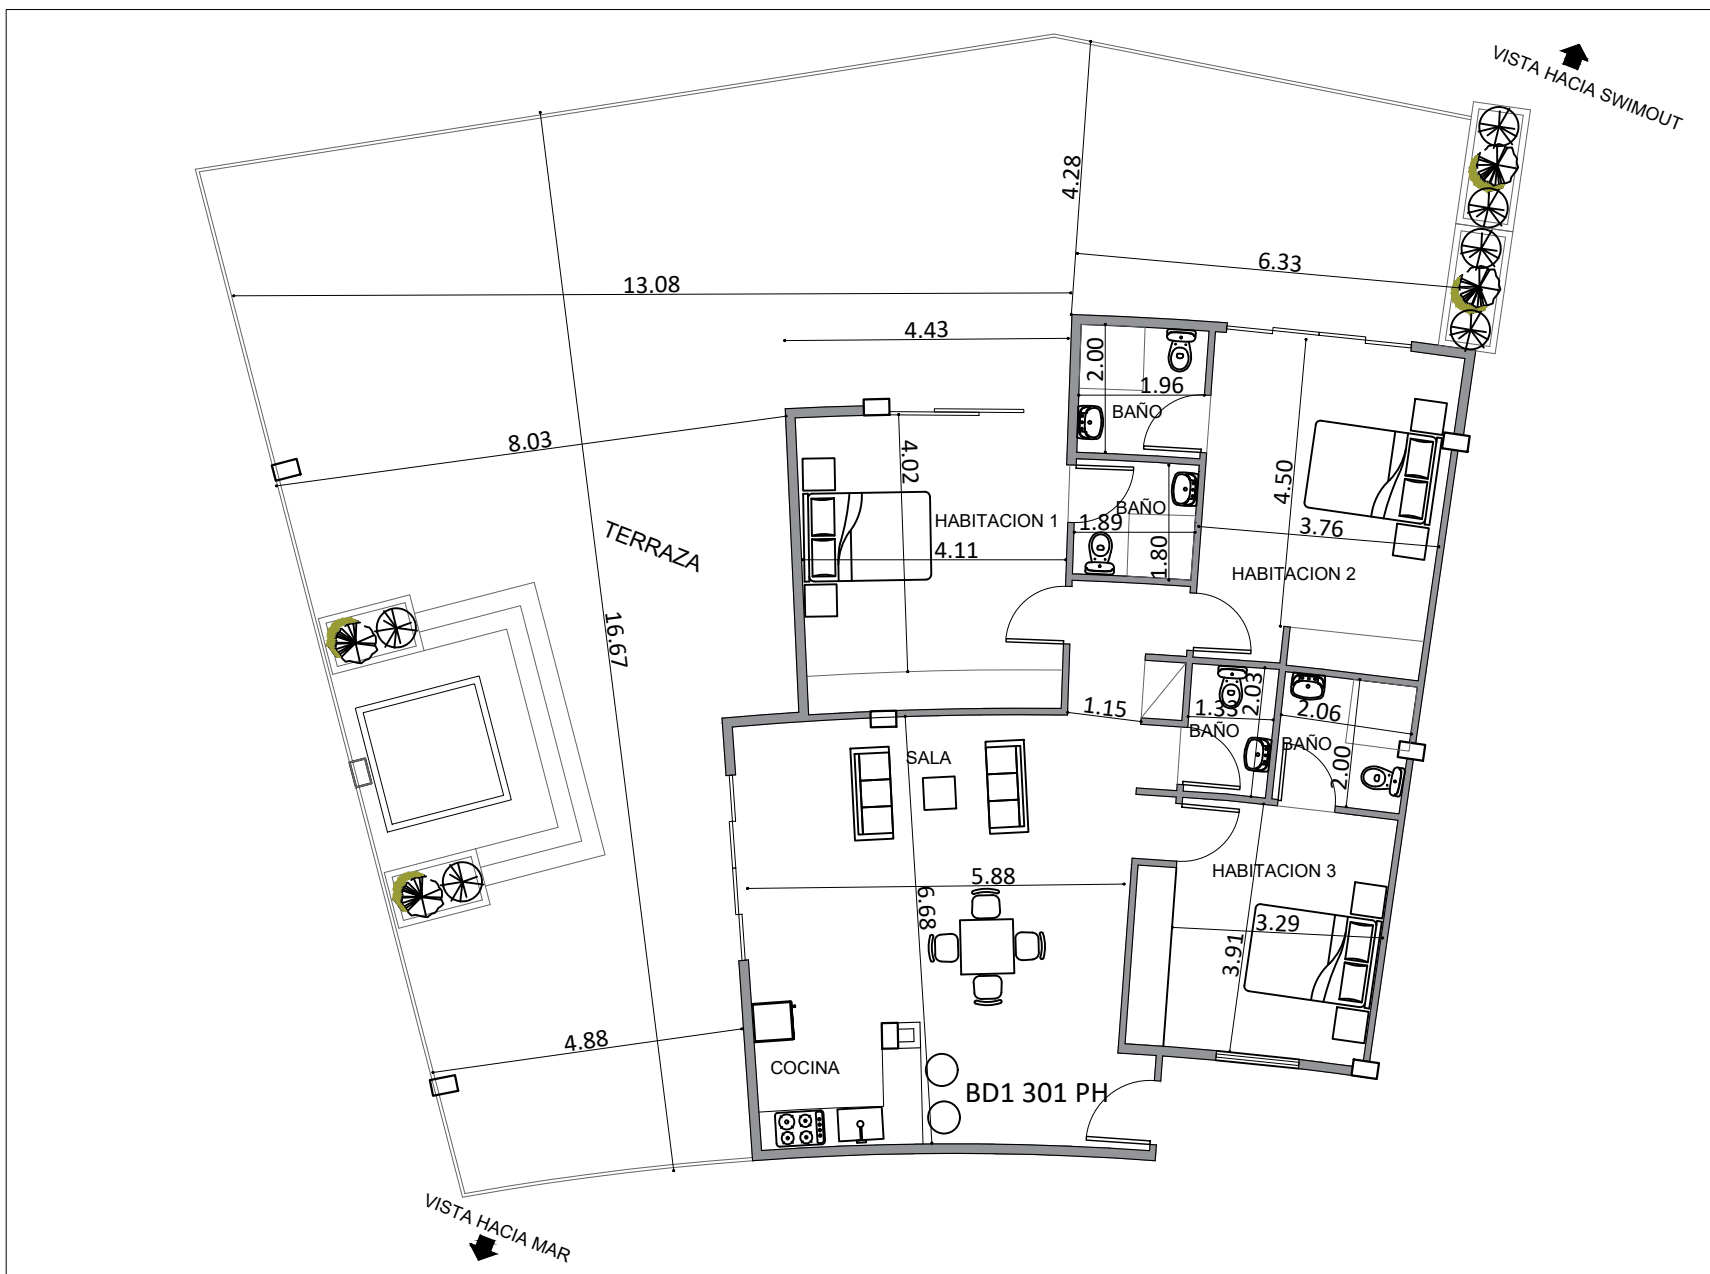 VISTA HACIA SWIMOUT
4.28
6.33
13.08
4.43
2.00
1.96
BAÑO
8.03
4.02
4.50
TERRAZA
HABITACION 1
BAÑO
1.89
3.76
4.11
1.80
HABITACION 2
16.67
1.15
1.33
2.03
2.06
BAÑO
BAÑO
2.00
SALA
5.88
6.68
HABITACION 3
3.29
3.91
4.88
COCINA
BD1 301 PH
VISTA HACIA MAR